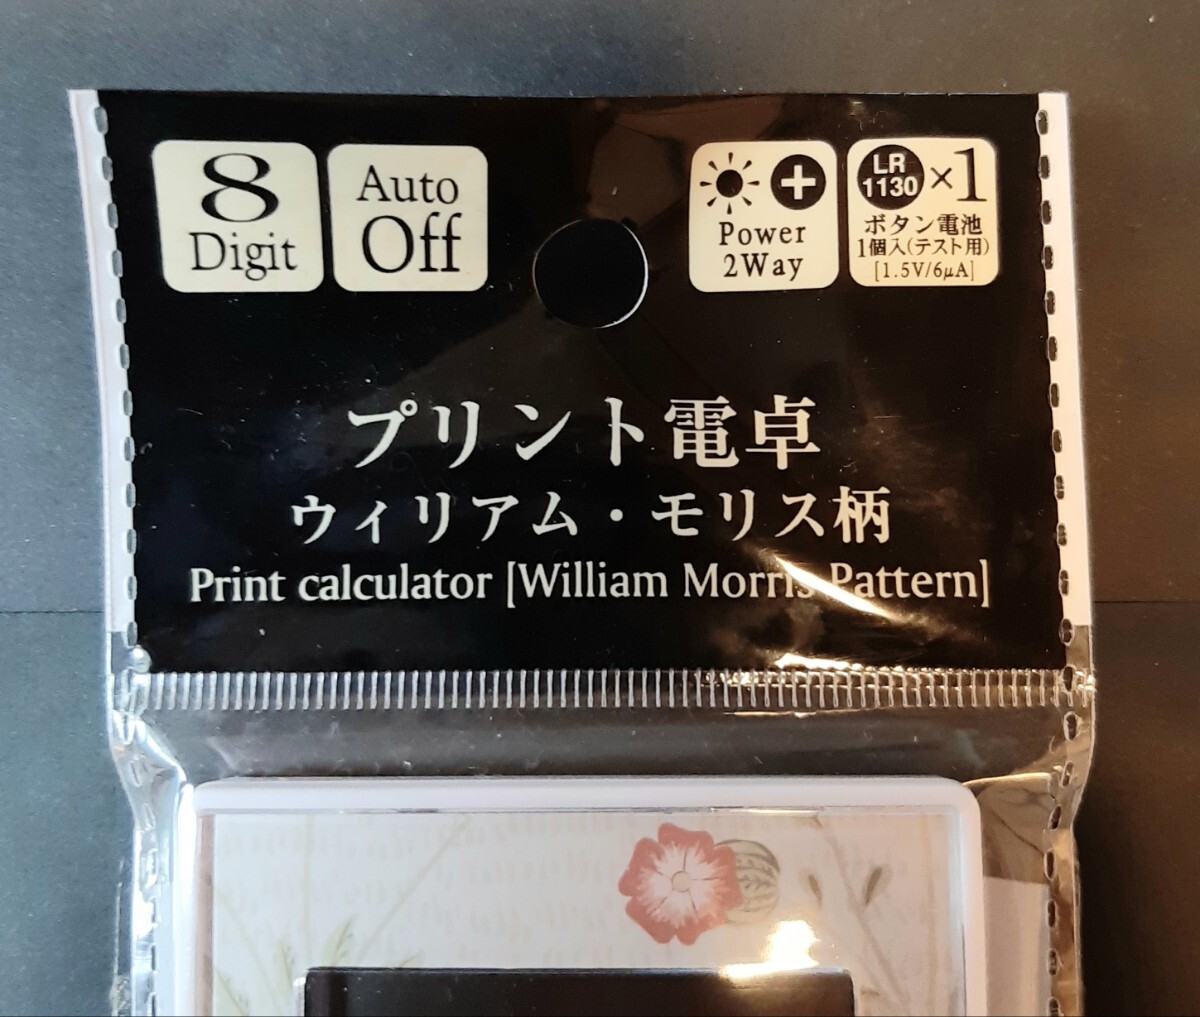 8
Digit
Auto
Off
Power
2Way
LR
1130 ×1
ボタン電池
1個入(テスト用)
[1.5V/6μA]
プリント電卓
ウィリアム・モリス柄
Print calculator [William Morris Pattern]